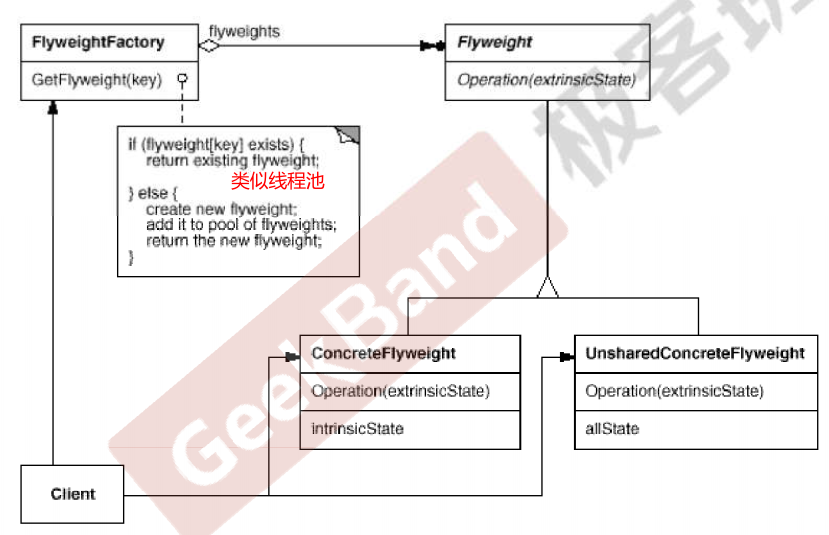 flyweights
FlyweightFactory
GetFlyweight(key)
Flyweight
Operation(extrinsicState)
if (flyweight[key] exists) {
return existing flyweight;
类似线程池
} else {
create new flyweight;
add it to pool of flyweights;
return the new flyweight;
}
ConcreteFlyweight
Operation(extrinsicState)
intrinsicState
UnsharedConcreteFlyweight
Operation(extrinsicState)
allState
Client
GeekBand
极客班